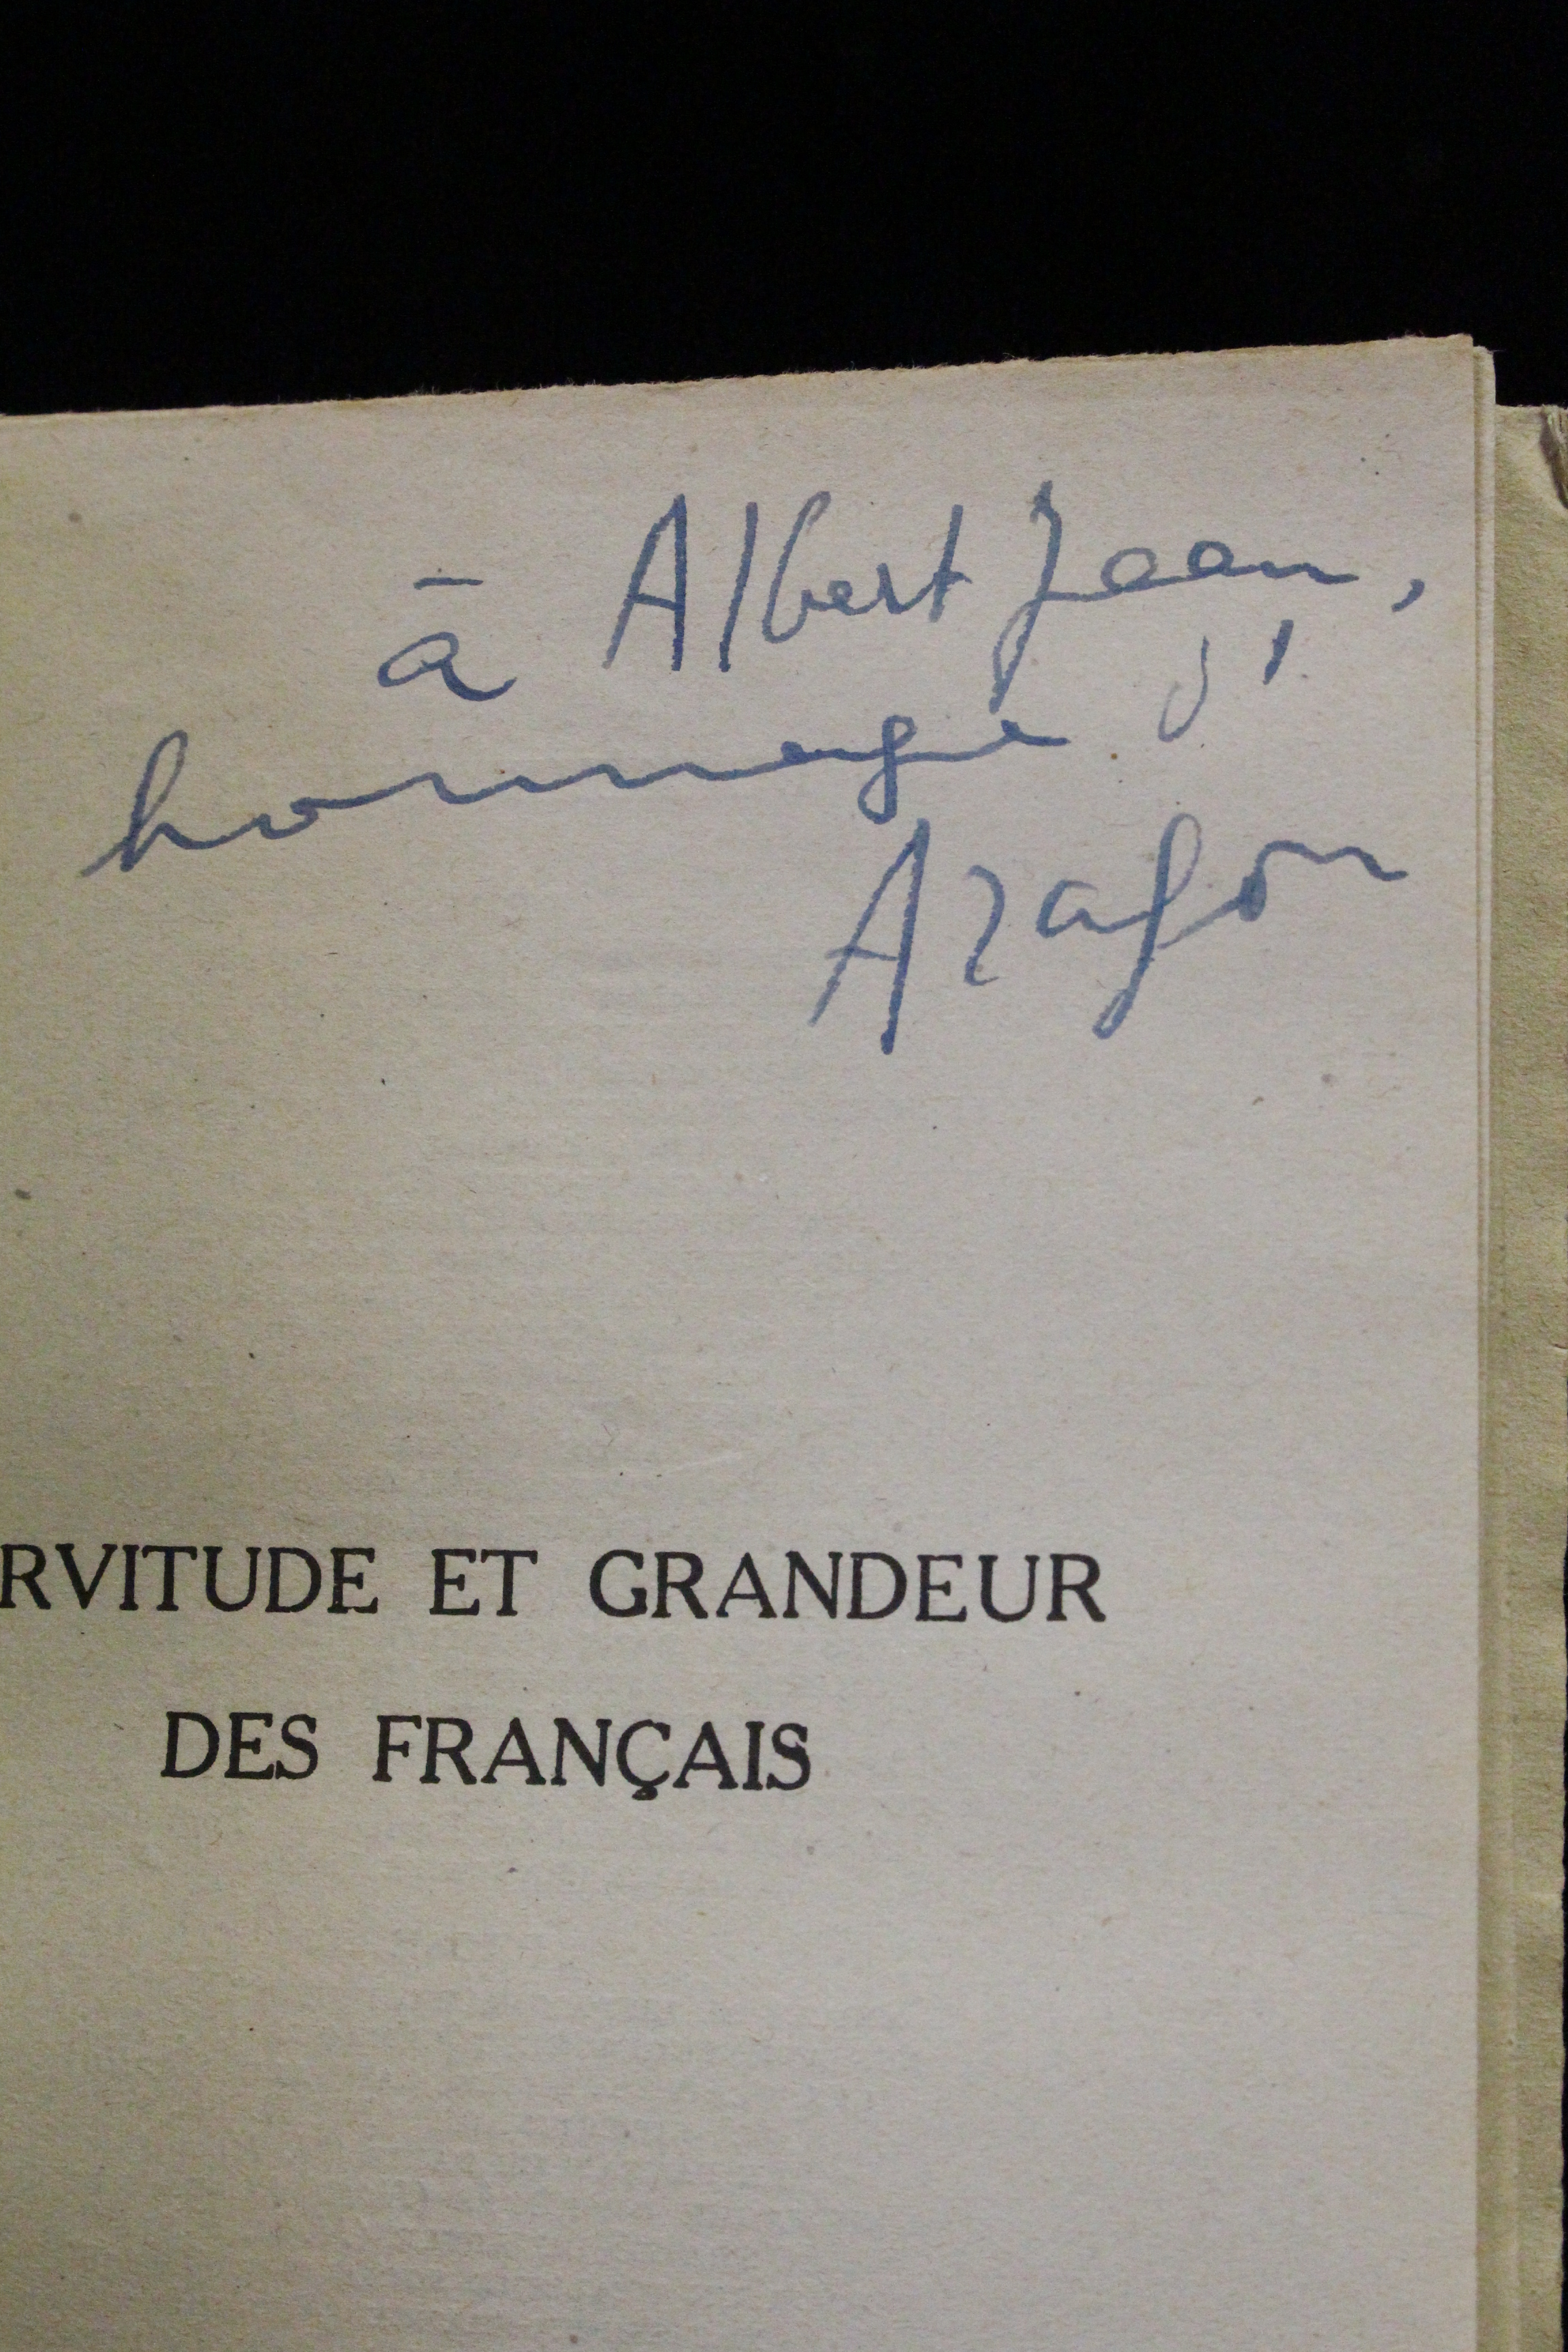 à Albert Jean,
hommage d'
Aragon
RVITUDE ET GRANDEUR
DES FRANÇAIS